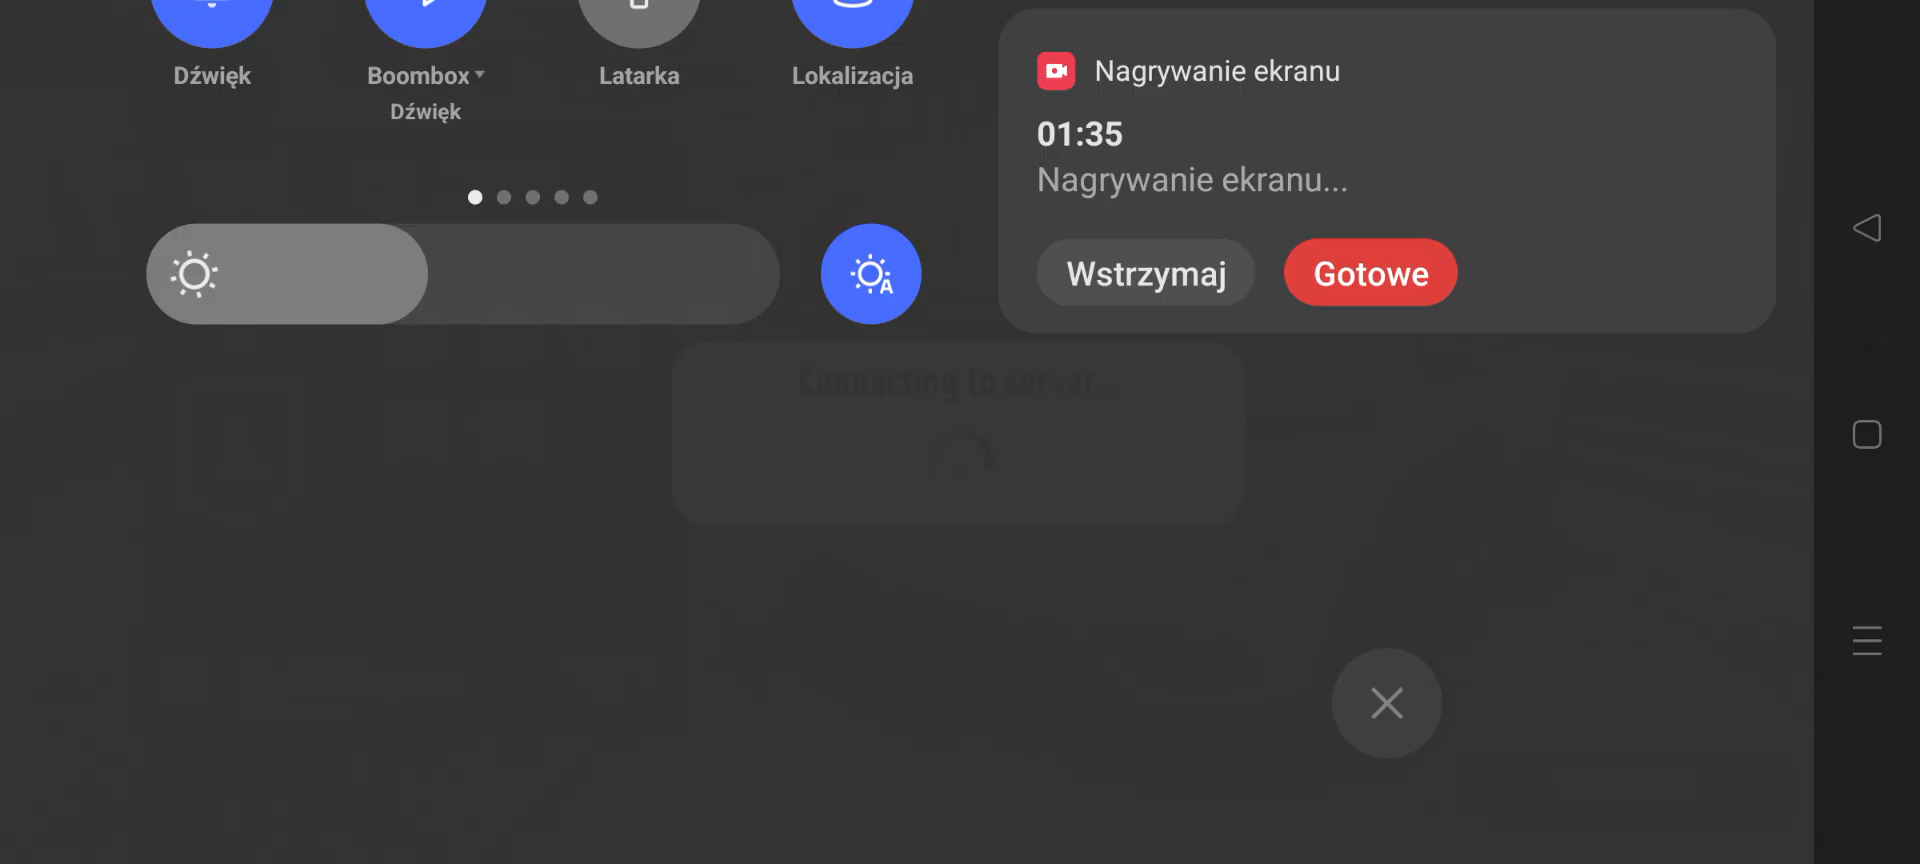 Dźwięk
Boombox
Dźwięk
Latarka
Lokalizacja
Nagrywanie ekranu
01:35
Nagrywanie ekranu...
Wstrzymaj
Gotowe
A
Connecting to server...